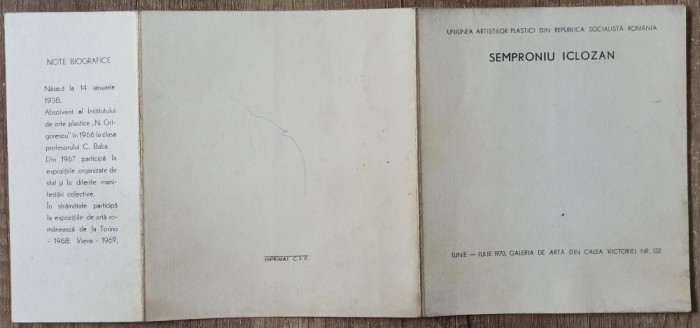 NOTE BIOGRAFICE
Născut la 14 ianuarie
1938.
Absolvent al Institutului
de arte plastice „N. Gri-
gorescu" în 1966 la clasa
profesorului C. Baba.
Din 1967 participă la
expozițiile organizate de
stat și la diferite mani-
festări colective.
În străinătate participă
la expozițiile de artă ro-
mânească de la Torino
- 1968, Viena - 1969.
IMPRIMAT C. F. P.
UNIUNEA ARTIȘTILOR PLASTICI DIN REPUBLICA SOCIALISTĂ ROMÂNIA
SEMPRONIU ICLOZAN
IUNIE — IULIE 1970, GALERIA DE ARTĂ DIN CALEA VICTORIEI NR. 132